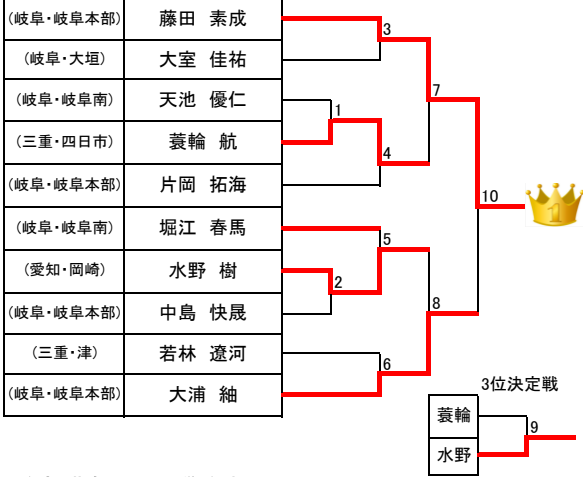 (岐阜・岐阜本部) 藤田 素成
3
(岐阜・大垣) 大室 佳祐
7
(岐阜・岐阜南) 天池 優仁
1
(三重・四日市) 蓑輪 航
4
(岐阜・岐阜本部) 片岡 拓海
10
1
(岐阜・岐阜南) 堀江 春馬
5
(愛知・岡崎) 水野 樹
2
8
(岐阜・岐阜本部) 中島 快晟
(三重・津) 若林 遼河
6
(岐阜・岐阜本部) 大浦 紬
3位決定戦
蓑輪
9
水野